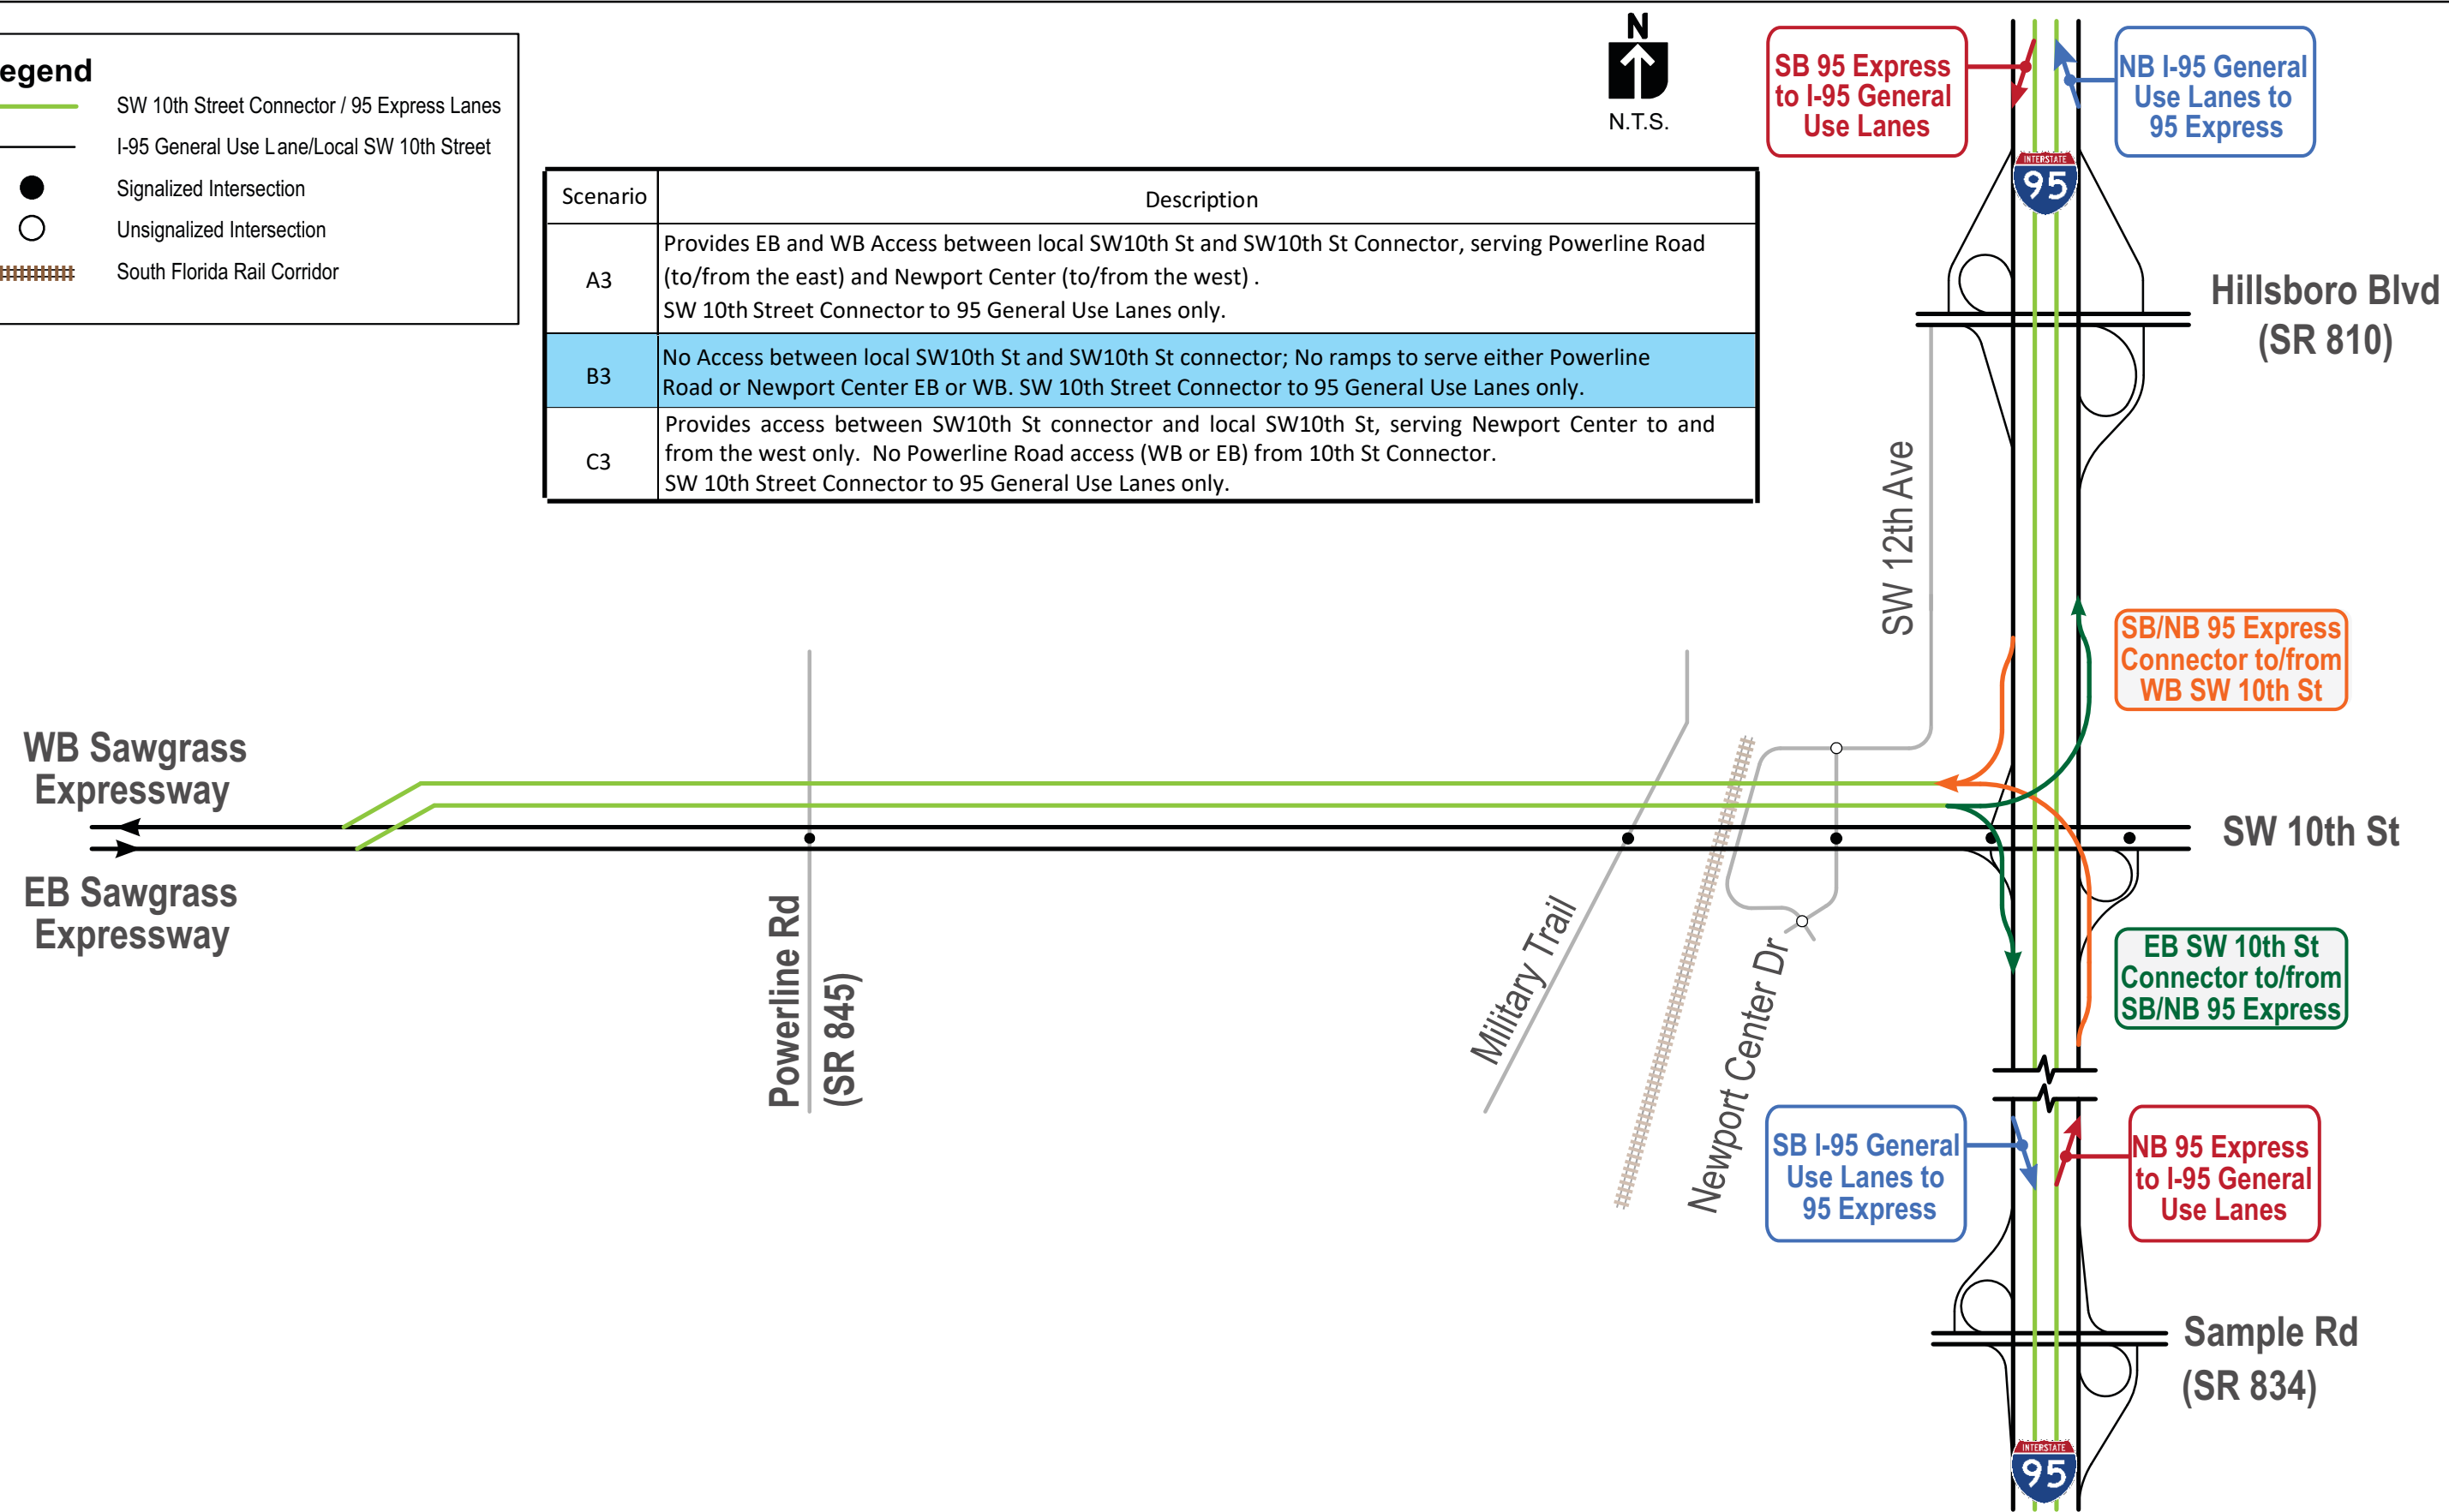 egend
SW 10th Street Connector / 95 Express Lanes
I-95 General Use Lane/Local SW 10th Street
Signalized Intersection
Unsignalized Intersection
South Florida Rail Corridor
N
N.T.S.
Scenario
Description
A3
Provides EB and WB Access between local SW10th St and SW10th St Connector, serving Powerline Road
(to/from the east) and Newport Center (to/from the west) .
SW 10th Street Connector to 95 General Use Lanes only.
B3
No Access between local SW10th St and SW10th St connector; No ramps to serve either Powerline
Road or Newport Center EB or WB. SW 10th Street Connector to 95 General Use Lanes only.
C3
Provides access between SW10th St connector and local SW10th St, serving Newport Center to and
from the west only. No Powerline Road access (WB or EB) from 10th St Connector.
SW 10th Street Connector to 95 General Use Lanes only.
SB 95 Express
to I-95 General
Use Lanes
NB I-95 General
Use Lanes to
95 Express
INTERSTATE
95
Hillsboro Blvd
(SR 810)
SW 12th Ave
SB/NB 95 Express
Connector to/from
WB SW 10th St
WB Sawgrass
Expressway
SW 10th St
EB Sawgrass
Expressway
Powerline Rd
(SR 845)
Military Trail
Newport Center Dr
EB SW 10th St
Connector to/from
SB/NB 95 Express
SB I-95 General
Use Lanes to
95 Express
NB 95 Express
to I-95 General
Use Lanes
Sample Rd
(SR 834)
INTERSTATE
95